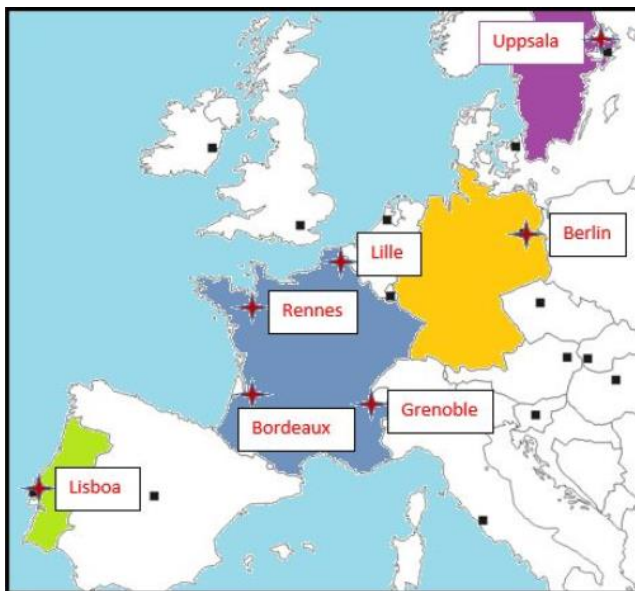 Uppsala
Berlin
Lille
Rennes
Grenoble
Bordeaux
Lisboa